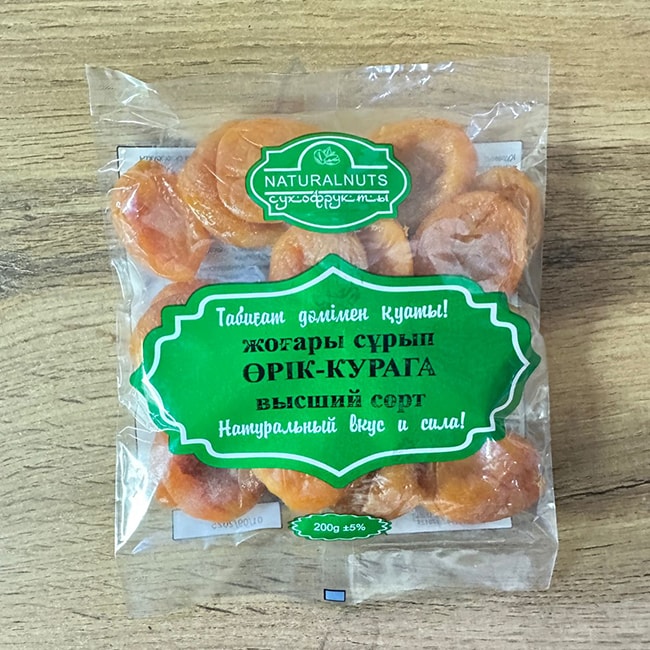 NATURALNUTS
сухофрукты
Табиғат дәмімен қуаты!
жоғары сұрып
ӨРІК-КУРАГА
высший сорт
Натуральный вкус и сила!
200g ±5%